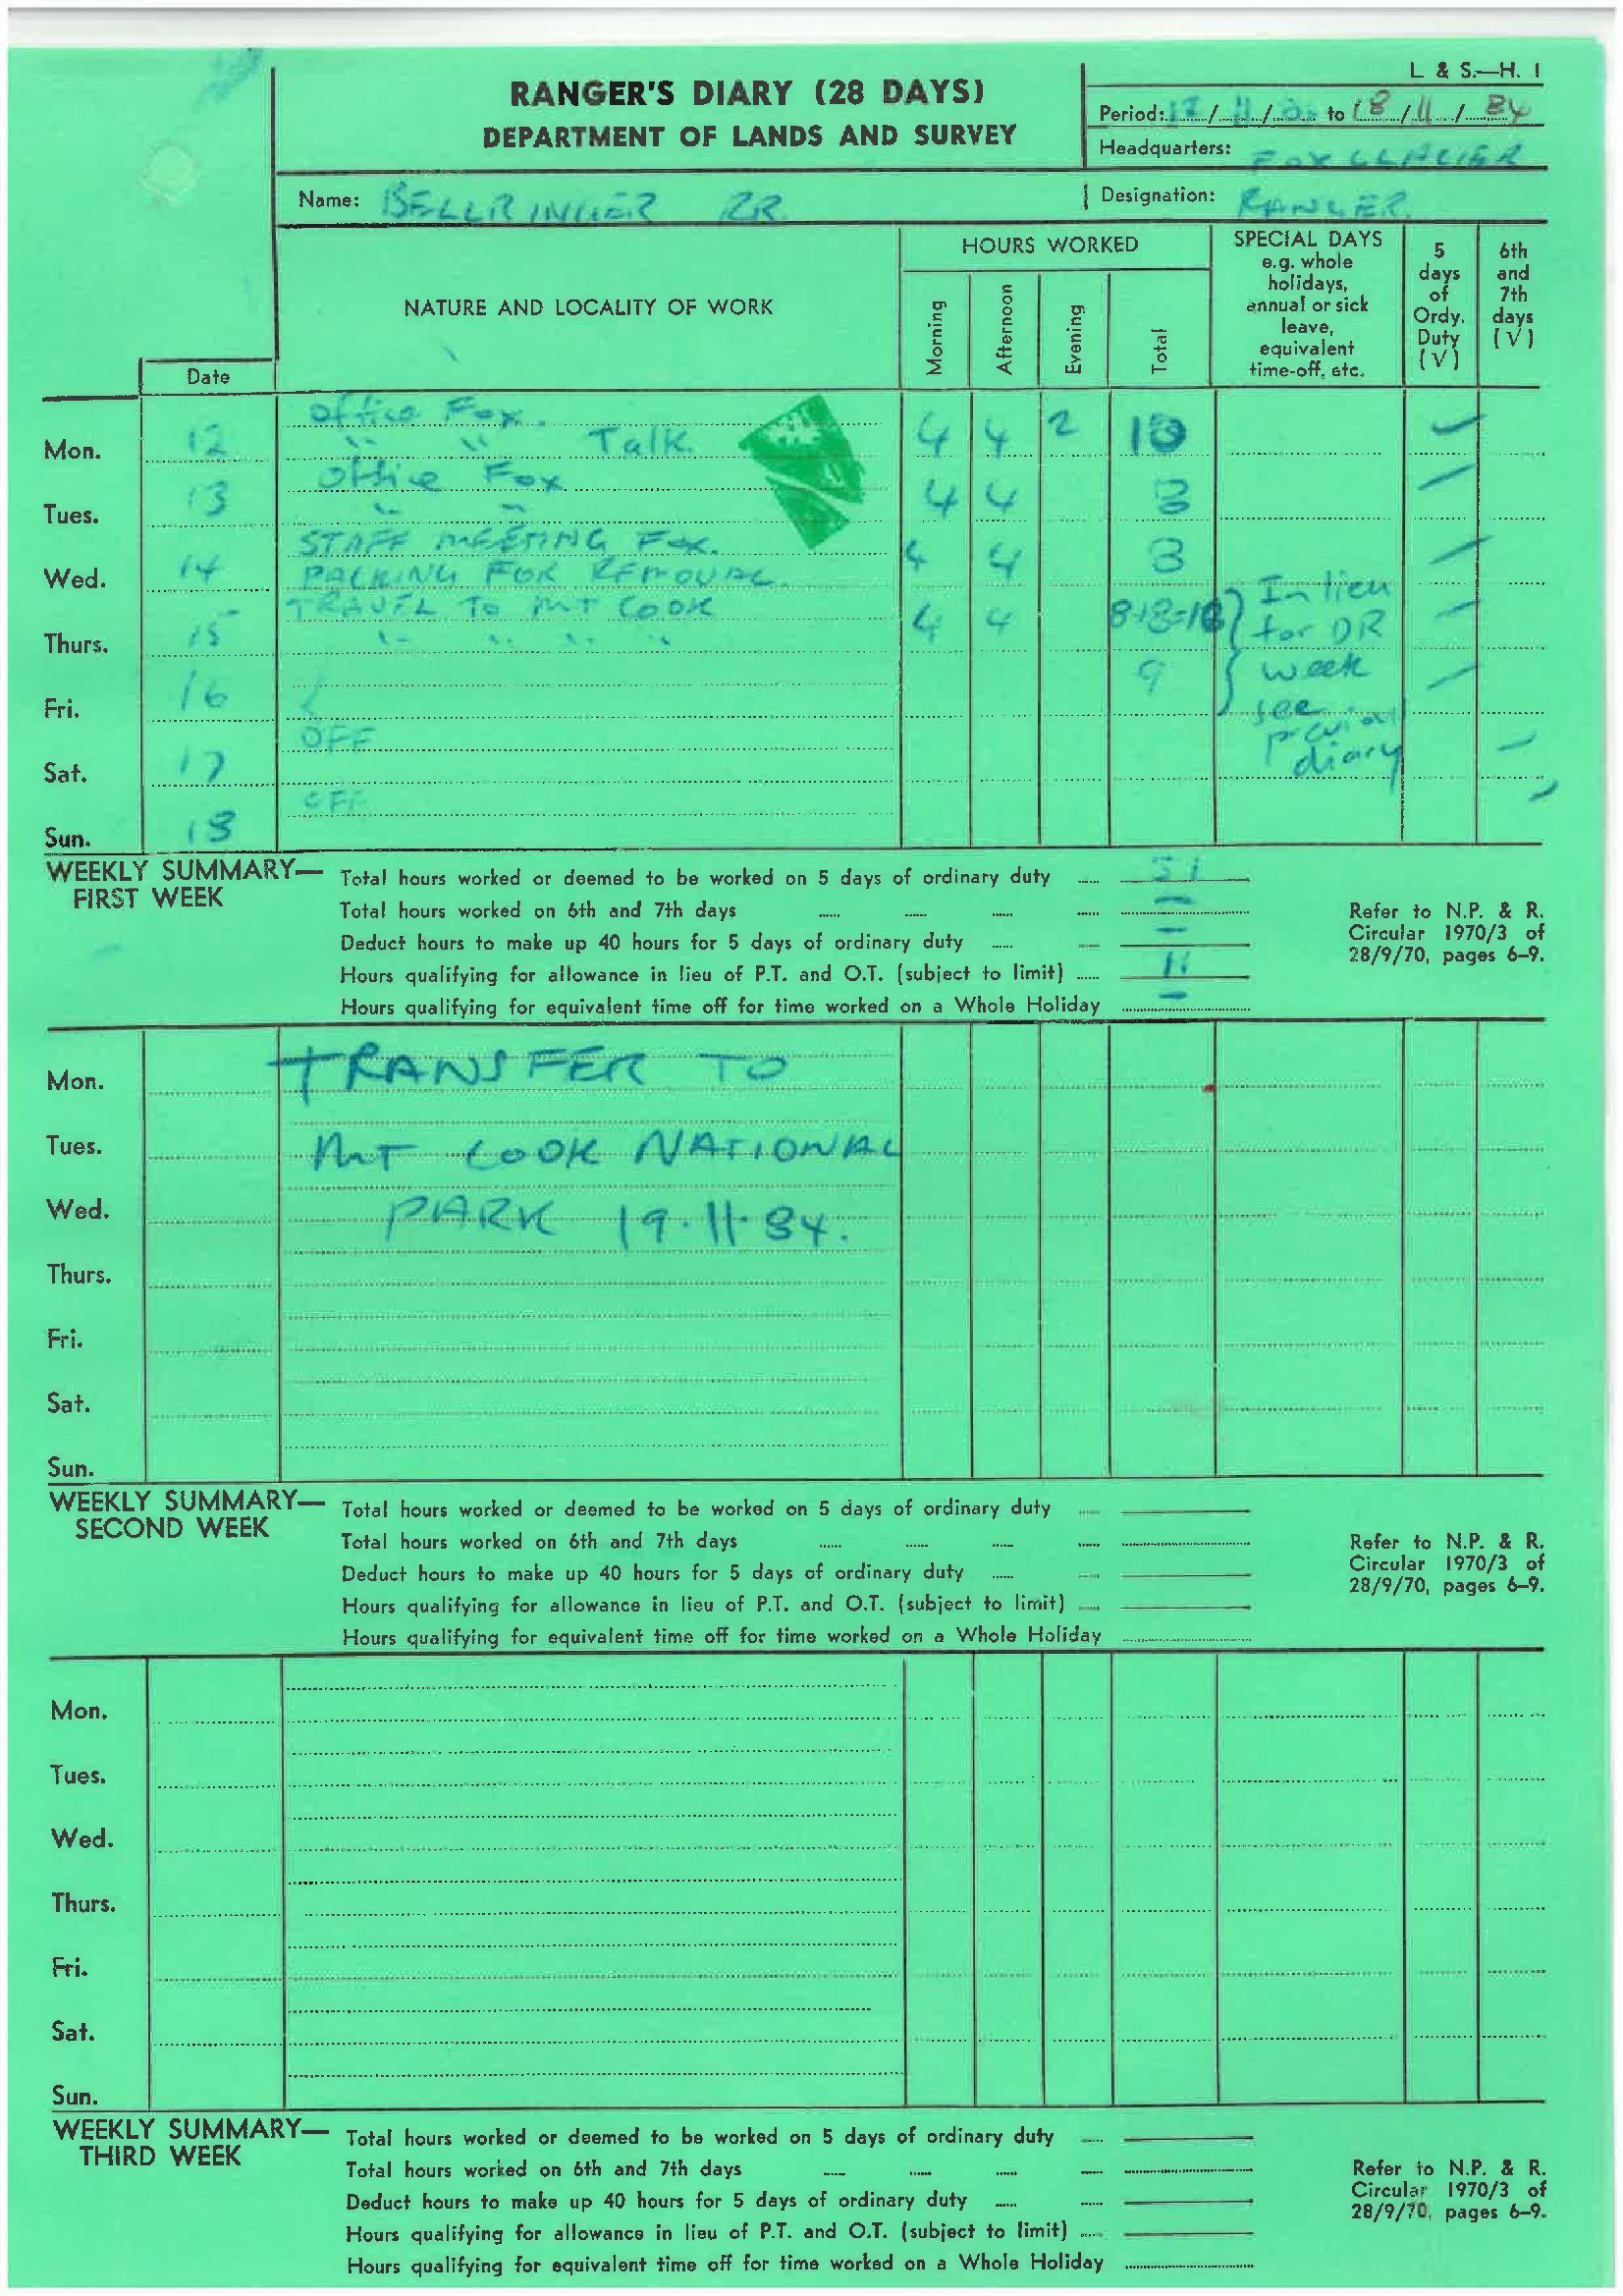 L & S.—H. 1
RANGER'S DIARY (28 DAYS)
DEPARTMENT OF LANDS AND SURVEY
Period: 12/11/ to 18/11/84
Headquarters: FOX GLACIER
Name: BELLRINGER RR. Designation: RANGER.
Date
NATURE AND LOCALITY OF WORK
HOURS WORKED
Morning Afternoon Evening Total
SPECIAL DAYS
e.g. whole
holidays,
annual or sick
leave,
equivalent
time-off, etc.
5
days
of
Ordy.
Duty
(V)
6th
and
7th
days
(V)
Office Fox.
Mon. 12 " " Talk. 4 4 2 10
Office Fox
Tues. 13 " " 4 4 8
STAFF MEETING FOX.
Wed. 14 PACKING FOR REMOVAL 4 4 8
TRAVEL TO MT COOK
Thurs. 15 " " " " 4 4 8+8=16
In lieu
for DR
week
see
diary
Fri. 16 9
OFF
Sat. 17
OFF
Sun. 18
WEEKLY SUMMARY—
FIRST WEEK
Total hours worked or deemed to be worked on 5 days of ordinary duty ..... 51
Total hours worked on 6th and 7th days ..... ..... ..... ..... —
Deduct hours to make up 40 hours for 5 days of ordinary duty ..... ..... —
Hours qualifying for allowance in lieu of P.T. and O.T. (subject to limit) ..... 11
Hours qualifying for equivalent time off for time worked on a Whole Holiday —
Refer to N.P. & R.
Circular 1970/3 of
28/9/70, pages 6–9.
Mon. TRANSFER TO
Tues. MT COOK NATIONAL
Wed. PARK 19.11.84.
Thurs.
Fri.
Sat.
Sun.
WEEKLY SUMMARY—
SECOND WEEK
Total hours worked or deemed to be worked on 5 days of ordinary duty .....
Total hours worked on 6th and 7th days ..... ..... ..... .....
Deduct hours to make up 40 hours for 5 days of ordinary duty ..... .....
Hours qualifying for allowance in lieu of P.T. and O.T. (subject to limit) .....
Hours qualifying for equivalent time off for time worked on a Whole Holiday
Refer to N.P. & R.
Circular 1970/3 of
28/9/70, pages 6–9.
Mon.
Tues.
Wed.
Thurs.
Fri.
Sat.
Sun.
WEEKLY SUMMARY—
THIRD WEEK
Total hours worked or deemed to be worked on 5 days of ordinary duty .....
Total hours worked on 6th and 7th days ..... ..... ..... .....
Deduct hours to make up 40 hours for 5 days of ordinary duty ..... .....
Hours qualifying for allowance in lieu of P.T. and O.T. (subject to limit) .....
Hours qualifying for equivalent time off for time worked on a Whole Holiday
Refer to N.P. & R.
Circular 1970/3 of
28/9/70, pages 6–9.